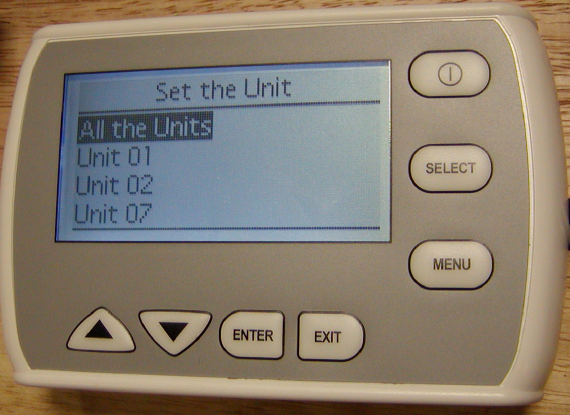 Set the Unit
All the Units
Unit 01
Unit 02
Unit 07
SELECT
MENU
ENTER
EXIT